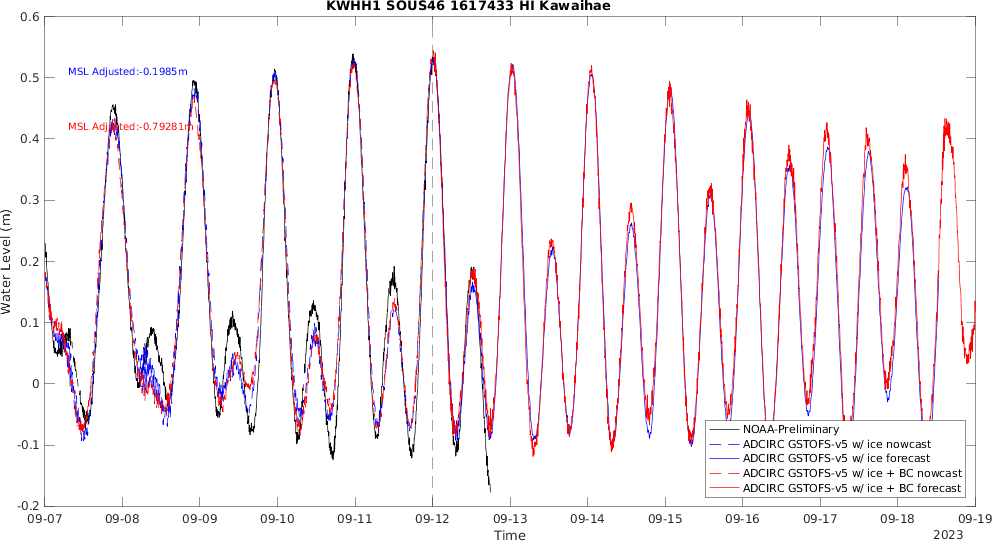 KWHH1 SOUS46 1617433 HI Kawaihae
0.6
0.5
0.4
0.3
0.2
0.1
0
-0.1
-0.2
Water Level (m)
MSL Adjusted:-0.1985m
MSL Adjusted:-0.79281m
NOAA-Preliminary
ADCIRC GSTOFS-v5 w/ ice nowcast
ADCIRC GSTOFS-v5 w/ ice forecast
ADCIRC GSTOFS-v5 w/ ice + BC nowcast
ADCIRC GSTOFS-v5 w/ ice + BC forecast
09-07 09-08 09-09 09-10 09-11 09-12 09-13 09-14 09-15 09-16 09-17 09-18 09-19
Time
2023